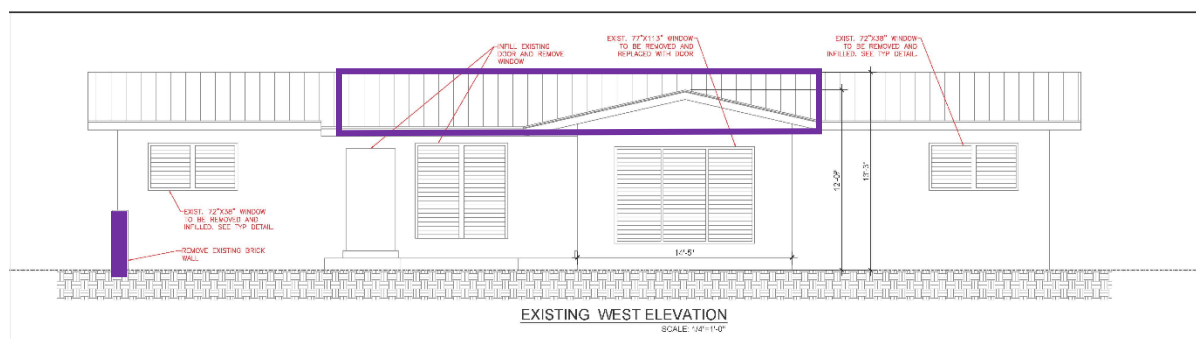 INFILL EXISTING
DOOR AND REMOVE
WINDOW
EXIST. 77"X113" WINDOW
TO BE REMOVED AND
REPLACED WITH DOOR
EXIST. 72"X38" WINDOW
TO BE REMOVED AND
INFILLED. SEE TYP DETAIL.
12'-0"
13'-3"
EXIST. 72"X38" WINDOW
TO BE REMOVED AND
INFILLED. SEE TYP DETAIL.
REMOVE EXISTING BRICK
WALL
14'-5"
EXISTING WEST ELEVATION
SCALE: 1/4"=1'-0"